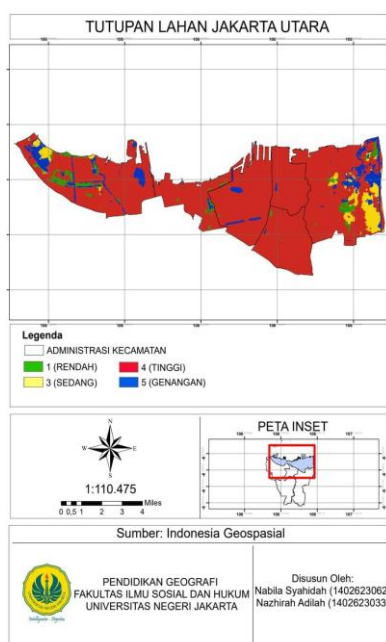 TUTUPAN LAHAN JAKARTA UTARA
Legenda
ADMINISTRASI KECAMATAN
1 (RENDAH)
4 (TINGGI)
3 (SEDANG)
5 (GENANGAN)
N
W
E
S
1:110.475
Miles
0 0,5 1 2 3 4
PETA INSET
Sumber: Indonesia Geospasial
PENDIDIKAN GEOGRAFI
FAKULTAS ILMU SOSIAL DAN HUKUM
UNIVERSITAS NEGERI JAKARTA
Disusun Oleh:
Nabila Syahidah (1402623062
Nazhirah Adilah (1402623033